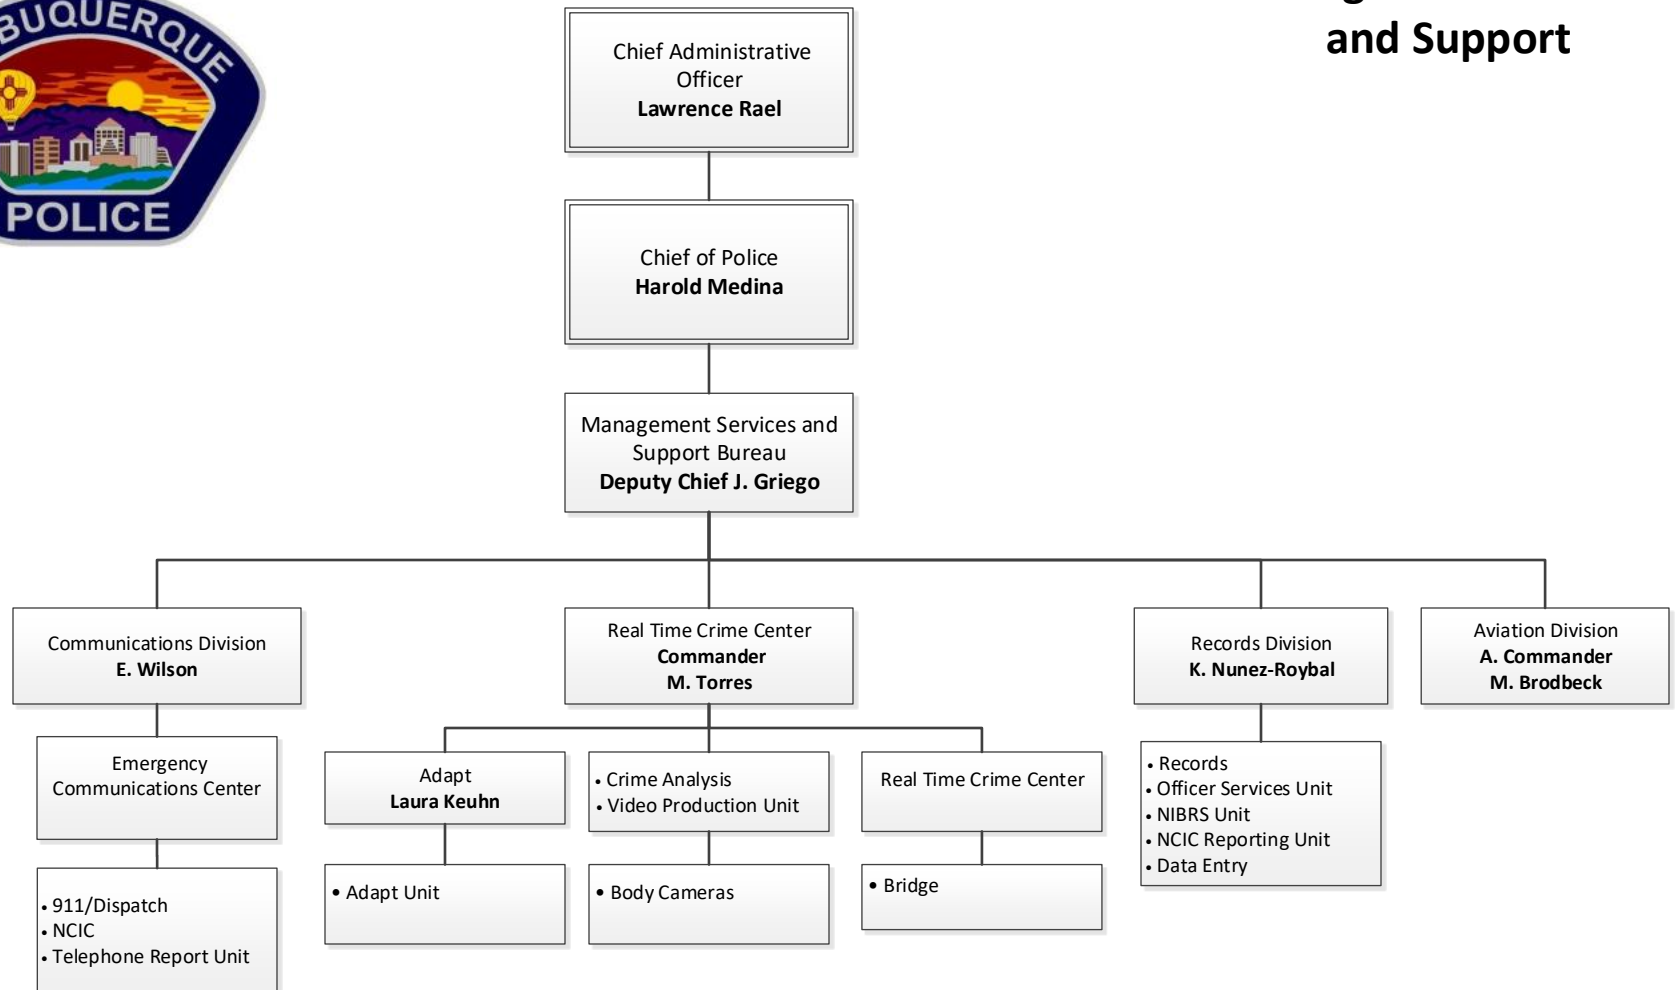 POLICE
and Support
Chief Administrative
Officer
Lawrence Rael
Chief of Police
Harold Medina
Management Services and
Support Bureau
Deputy Chief J. Griego
Communications Division
E. Wilson
Real Time Crime Center
Commander
M. Torres
Records Division
K. Nunez-Roybal
Aviation Division
A. Commander
M. Brodbeck
Emergency
Communications Center
Adapt
Laura Keuhn
• Crime Analysis
• Video Production Unit
Real Time Crime Center
• Records
• Officer Services Unit
• NIBRS Unit
• NCIC Reporting Unit
• Data Entry
• 911/Dispatch
• NCIC
• Telephone Report Unit
• Adapt Unit
• Body Cameras
• Bridge